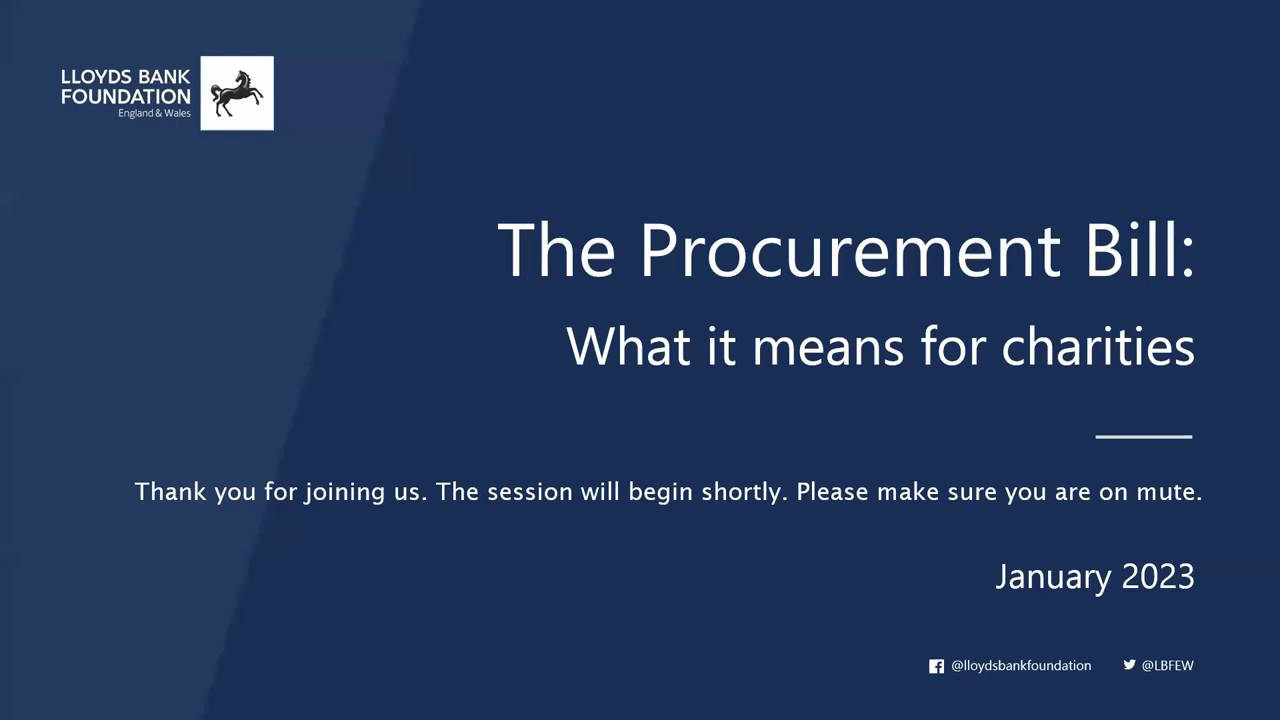 LLOYDS BANK
FOUNDATION
England & Wales
The Procurement Bill:
What it means for charities
Thank you for joining us. The session will begin shortly. Please make sure you are on mute.
January 2023
@lloydsbankfoundation @LBFEW